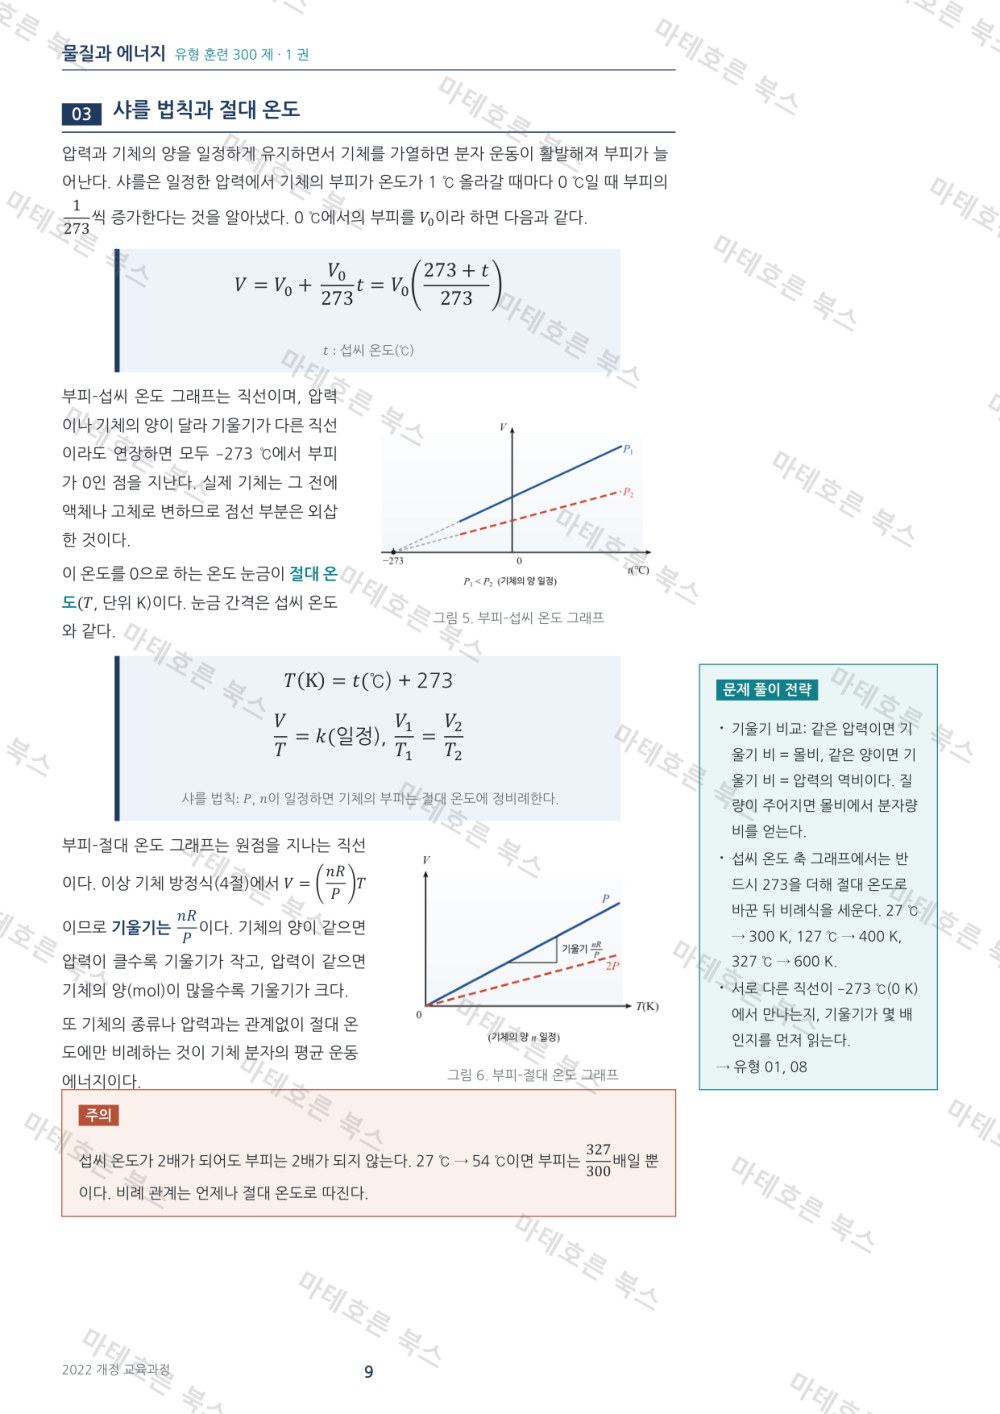 물질과 에너지 유형 훈련 300 제 · 1 권
03 샤를 법칙과 절대 온도
압력과 기체의 양을 일정하게 유지하면서 기체를 가열하면 분자 운동이 활발해져 부피가 늘
어난다. 샤를은 일정한 압력에서 기체의 부피가 온도가 1 ℃ 올라갈 때마다 0 ℃일 때 부피의
1/273씩 증가한다는 것을 알아냈다. 0 ℃에서의 부피를 V₀이라 하면 다음과 같다.
V = V₀ + V₀/273 t = V₀((273 + t)/273)
t : 섭씨 온도(℃)
부피-섭씨 온도 그래프는 직선이며, 압력
이나 기체의 양이 달라 기울기가 다른 직선
이라도 연장하면 모두 –273 ℃에서 부피
가 0인 점을 지난다. 실제 기체는 그 전에
액체나 고체로 변하므로 점선 부분은 외삽
한 것이다.
이 온도를 0으로 하는 온도 눈금이 절대 온
도(T, 단위 K)이다. 눈금 간격은 섭씨 온도
와 같다.
V
P₁
P₂
−273
0
t(℃)
P₁ < P₂ (기체의 양 일정)
그림 5. 부피-섭씨 온도 그래프
T(K) = t(℃) + 273
V/T = k(일정), V₁/T₁ = V₂/T₂
샤를 법칙: P, n이 일정하면 기체의 부피는 절대 온도에 정비례한다.
부피-절대 온도 그래프는 원점을 지나는 직선
이다. 이상 기체 방정식(4절)에서 V = (nR/P)T
이므로 기울기는 nR/P이다. 기체의 양이 같으면
압력이 클수록 기울기가 작고, 압력이 같으면
기체의 양(mol)이 많을수록 기울기가 크다.
또 기체의 종류나 압력과는 관계없이 절대 온
도에만 비례하는 것이 기체 분자의 평균 운동
에너지이다.
V
P
기울기 nR/P
2P
0
T(K)
(기체의 양 n 일정)
그림 6. 부피-절대 온도 그래프
문제 풀이 전략
• 기울기 비교: 같은 압력이면 기
울기 비 = 몰비, 같은 양이면 기
울기 비 = 압력의 역비이다. 질
량이 주어지면 몰비에서 분자량
비를 얻는다.
• 섭씨 온도 축 그래프에서는 반
드시 273을 더해 절대 온도로
바꾼 뒤 비례식을 세운다. 27 ℃
→ 300 K, 127 ℃ → 400 K,
327 ℃ → 600 K.
• 서로 다른 직선이 –273 ℃(0 K)
에서 만나는지, 기울기가 몇 배
인지를 먼저 읽는다.
→ 유형 01, 08
주의
섭씨 온도가 2배가 되어도 부피는 2배가 되지 않는다. 27 ℃ → 54 ℃이면 부피는 327/300배일 뿐
이다. 비례 관계는 언제나 절대 온도로 따진다.
2022 개정 교육과정
9
마테호른 북스